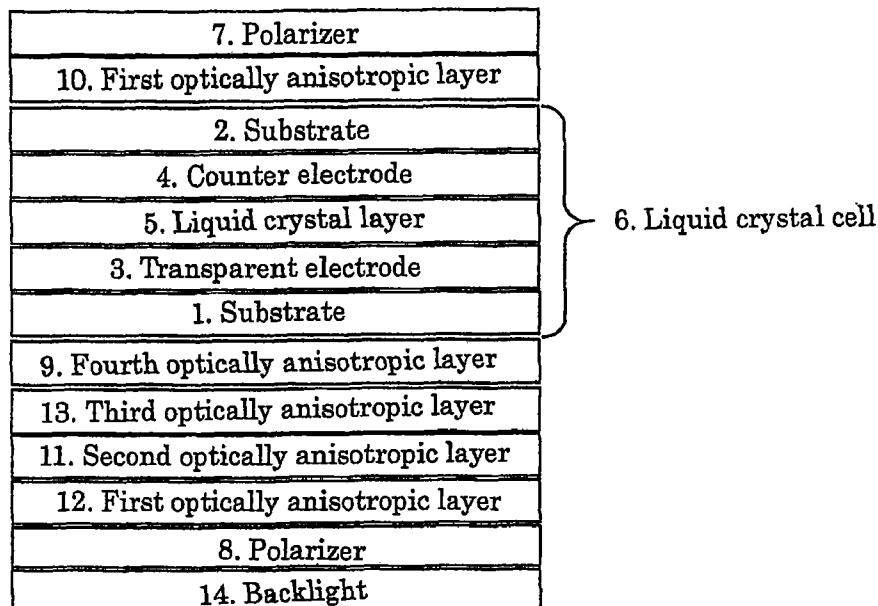 7. Polarizer
10. First optically anisotropic layer
2. Substrate
4. Counter electrode
5. Liquid crystal layer
3. Transparent electrode
1. Substrate
6. Liquid crystal cell
9. Fourth optically anisotropic layer
13. Third optically anisotropic layer
11. Second optically anisotropic layer
12. First optically anisotropic layer
8. Polarizer
14. Backlight